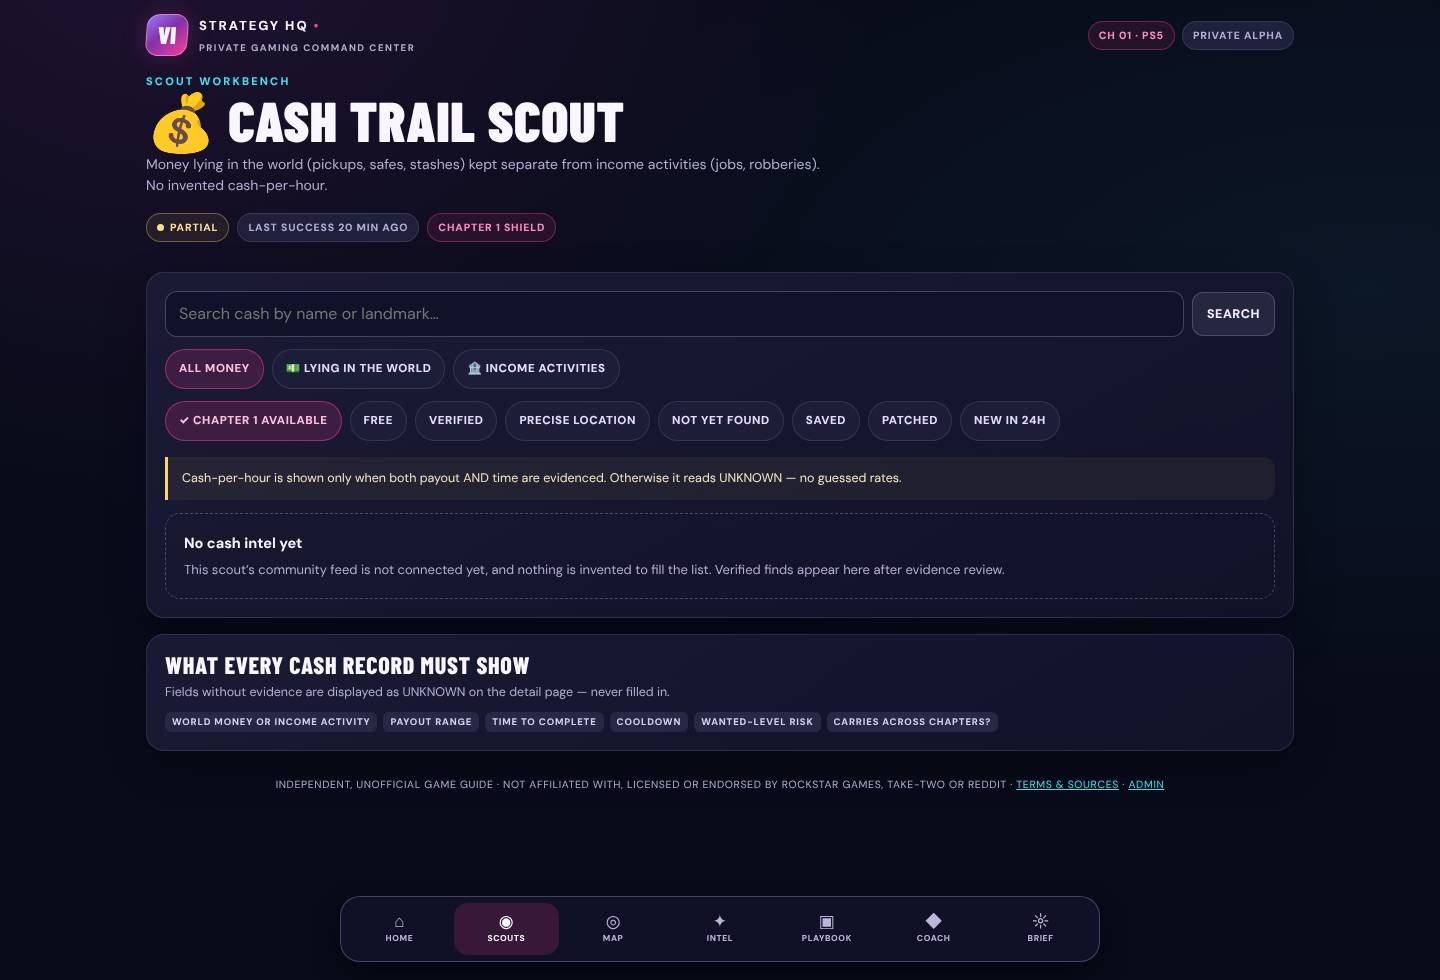 VI
STRATEGY HQ •
PRIVATE GAMING COMMAND CENTER
CH 01 · PS5
PRIVATE ALPHA
SCOUT WORKBENCH
💰 CASH TRAIL SCOUT
Money lying in the world (pickups, safes, stashes) kept separate from income activities (jobs, robberies).
No invented cash-per-hour.
PARTIAL
LAST SUCCESS 20 MIN AGO
CHAPTER 1 SHIELD
Search cash by name or landmark…
SEARCH
ALL MONEY
💵 LYING IN THE WORLD
🏦 INCOME ACTIVITIES
✓ CHAPTER 1 AVAILABLE
FREE
VERIFIED
PRECISE LOCATION
NOT YET FOUND
SAVED
PATCHED
NEW IN 24H
Cash-per-hour is shown only when both payout AND time are evidenced. Otherwise it reads UNKNOWN — no guessed rates.
No cash intel yet
This scout’s community feed is not connected yet, and nothing is invented to fill the list. Verified finds appear here after evidence review.
WHAT EVERY CASH RECORD MUST SHOW
Fields without evidence are displayed as UNKNOWN on the detail page — never filled in.
WORLD MONEY OR INCOME ACTIVITY
PAYOUT RANGE
TIME TO COMPLETE
COOLDOWN
WANTED-LEVEL RISK
CARRIES ACROSS CHAPTERS?
INDEPENDENT, UNOFFICIAL GAME GUIDE · NOT AFFILIATED WITH, LICENSED OR ENDORSED BY ROCKSTAR GAMES, TAKE-TWO OR REDDIT · TERMS & SOURCES · ADMIN
HOME
SCOUTS
MAP
INTEL
PLAYBOOK
COACH
BRIEF